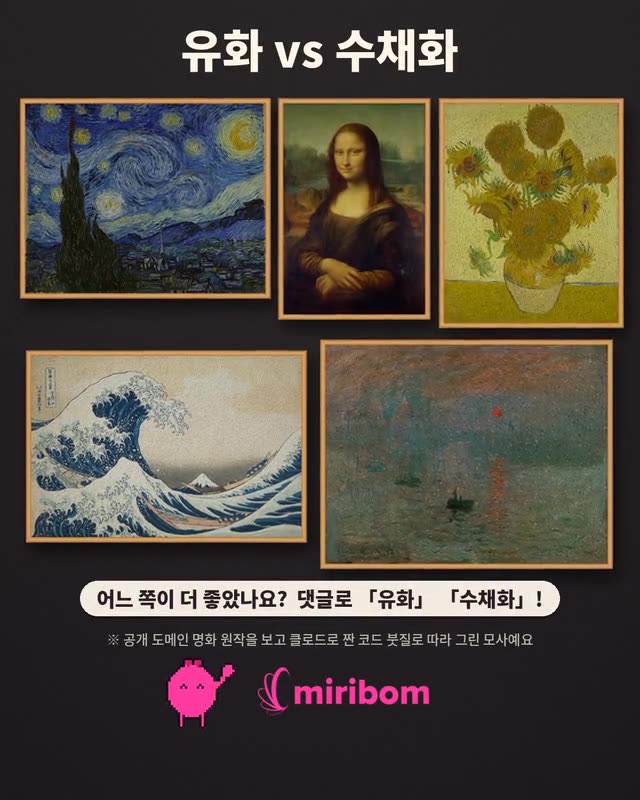 유화 vs 수채화
어느 쪽이 더 좋았나요? 댓글로 「유화」 「수채화」!
※ 공개 도메인 명화 원작을 보고 클로드로 짠 코드 붓질로 따라 그린 모사예요
miribom